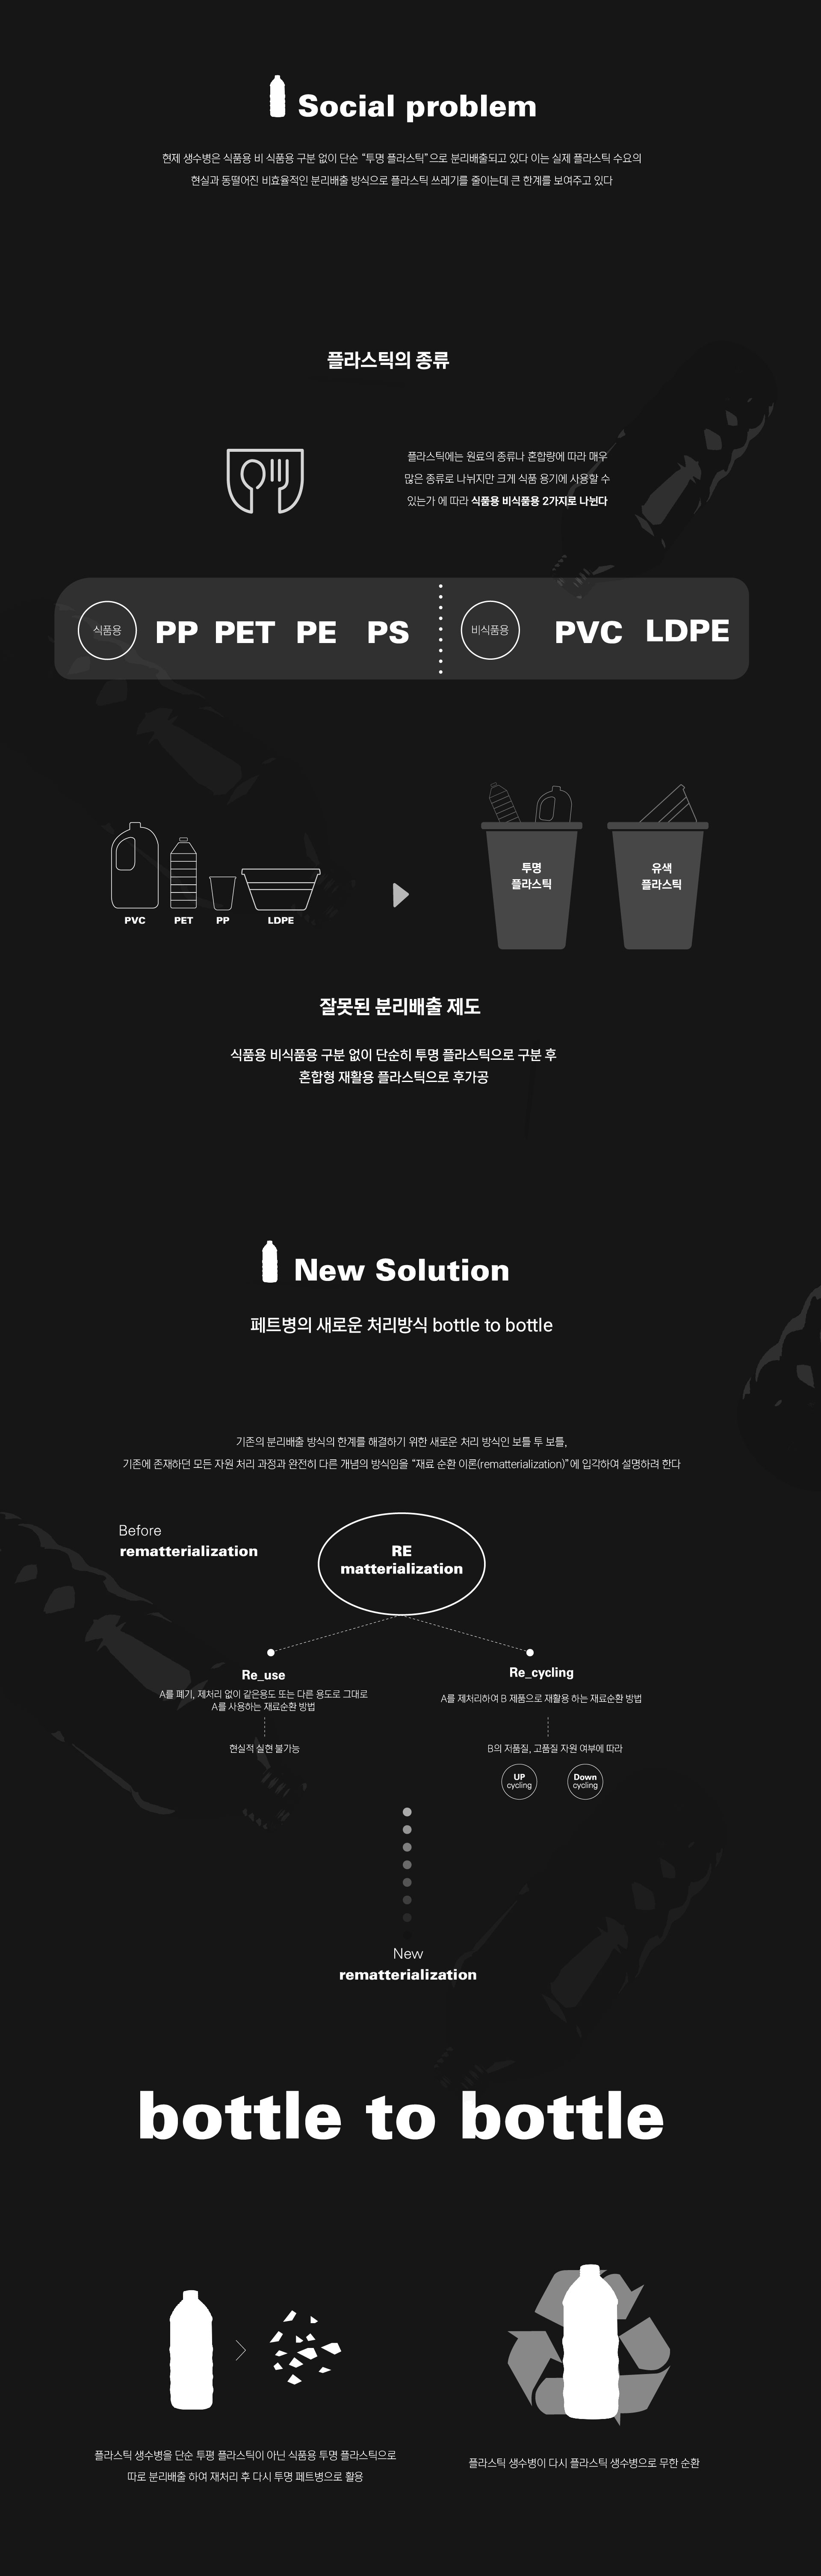 Social problem
현제 생수병은 식품용 비 식품용 구분 없이 단순 “투명 플라스틱”으로 분리배출되고 있다 이는 실제 플라스틱 수요의
현실과 동떨어진 비효율적인 분리배출 방식으로 플라스틱 쓰레기를 줄이는데 큰 한계를 보여주고 있다
플라스틱의 종류
플라스틱에는 원료의 종류나 혼합량에 따라 매우
많은 종류로 나뉘지만 크게 식품 용기에 사용할 수
있는가 에 따라 식품용 비식품용 2가지로 나뉜다
식품용 PP PET PE PS 비식품용 PVC LDPE
투명
플라스틱
유색
플라스틱
PVC PET PP LDPE
잘못된 분리배출 제도
식품용 비식품용 구분 없이 단순히 투명 플라스틱으로 구분 후
혼합형 재활용 플라스틱으로 후가공
New Solution
페트병의 새로운 처리방식 bottle to bottle
기존의 분리배출 방식의 한계를 해결하기 위한 새로운 처리 방식인 보틀 투 보틀,
기존에 존재하던 모든 자원 처리 과정과 완전히 다른 개념의 방식임을 “재료 순환 이론(rematterialization)”에 입각하여 설명하려 한다
Before
rematterialization
RE
matterialization
Re_use
A를 폐기, 재처리 없이 같은용도 또는 다른 용도로 그대로
A를 사용하는 재료순환 방법
현실적 실현 불가능
Re_cycling
A를 재처리하여 B 제품으로 재활용 하는 재료순환 방법
B의 저품질, 고품질 자원 여부에 따라
UP
cycling
Down
cycling
New
rematterialization
bottle to bottle
플라스틱 생수병을 단순 투평 플라스틱이 아닌 식품용 투명 플라스틱으로
따로 분리배출 하여 재처리 후 다시 투명 페트병으로 활용
플라스틱 생수병이 다시 플라스틱 생수병으로 무한 순환